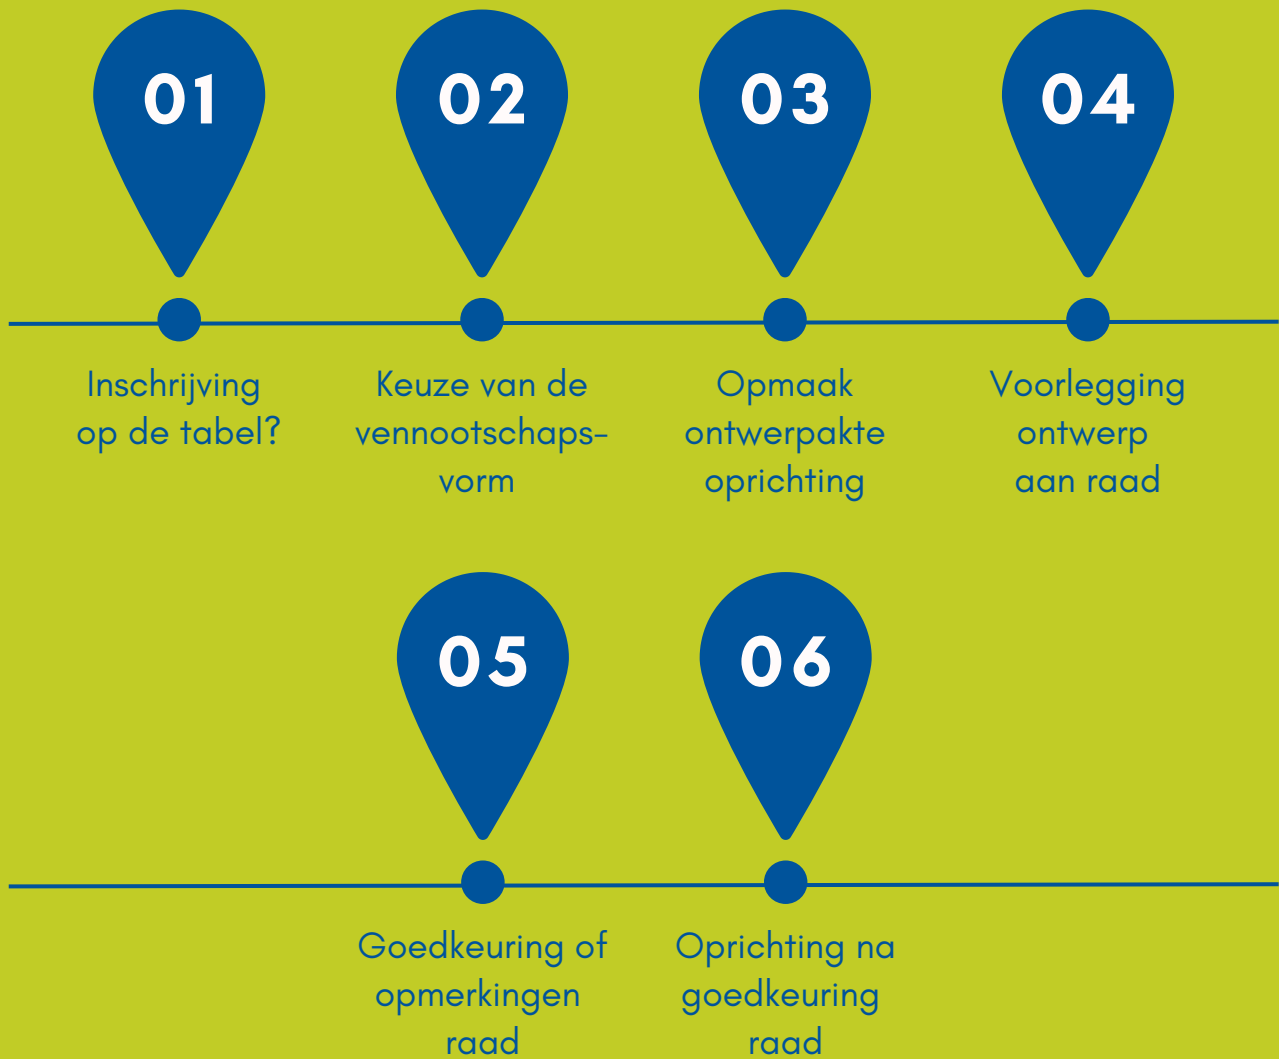 01
02
03
04
Inschrijving
op de tabel?
Keuze van de
vennootschaps-
vorm
Opmaak
ontwerpakte
oprichting
Voorlegging
ontwerp
aan raad
05
06
Goedkeuring of
opmerkingen
raad
Oprichting na
goedkeuring
raad